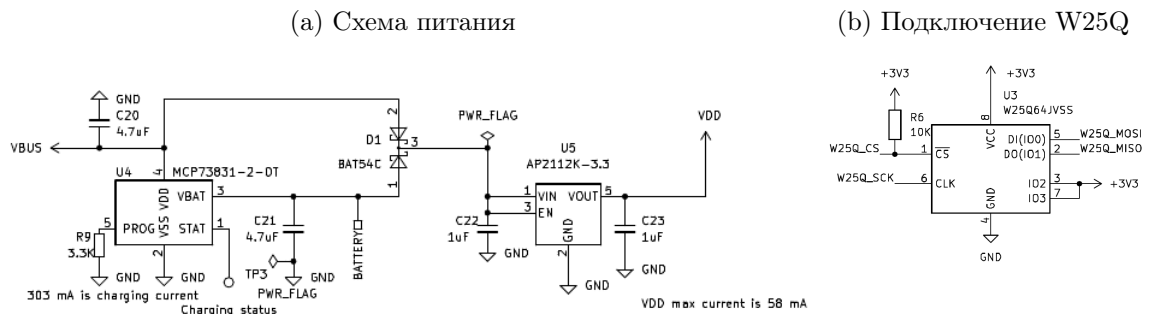 (a) Схема питания
(b) Подключение W25Q
GND
C20
4.7uF
VBUS
U4
MCP73831-2-OT
4
VDD
VBAT
3
5
PROG
VSS
STAT
1
2
R9
3.3K
GND
GND
303 mA is charging current
Charging status
C21
4.7uF
TP3
GND
PWR_FLAG
BATTERY
2
D1
3
BAT54C
1
PWR_FLAG
U5
AP2112K-3.3
1
VIN
VOUT
5
3
EN
GND
2
C22
1uF
GND
GND
C23
1uF
GND
VDD
VDD max current is 58 mA
+3V3
+3V3
U3
W25Q64JVSS
R6
10K
8
VCC
W25Q_CS
1
CS
DI(IO0)
5
W25Q_MOSI
DO(IO1)
2
W25Q_MISO
W25Q_SCK
6
CLK
IO2
3
+3V3
IO3
7
GND
4
GND